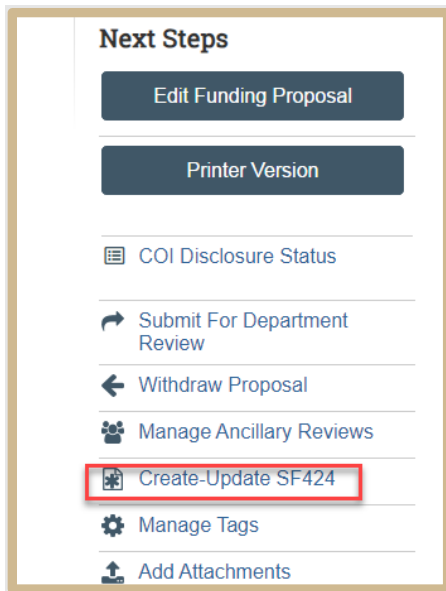 Next Steps
Edit Funding Proposal
Printer Version
COI Disclosure Status
Submit For Department
Review
Withdraw Proposal
Manage Ancillary Reviews
Create-Update SF424
Manage Tags
Add Attachments